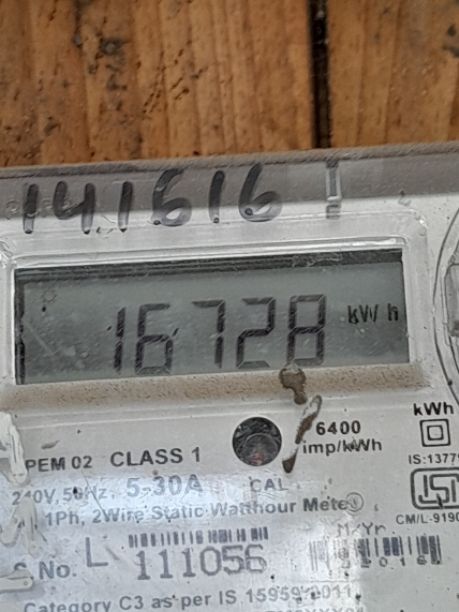 141616
16728 kWh
6400
imp/kWh
kWh
PEM 02 CLASS 1
IS:1377
240V, 50Hz, 5-30A CAL
1Ph, 2Wire Static Watthour Meter
CM/L-9190
M/Yr.
S No. L 111056
Category C3 as per IS 15959:2011